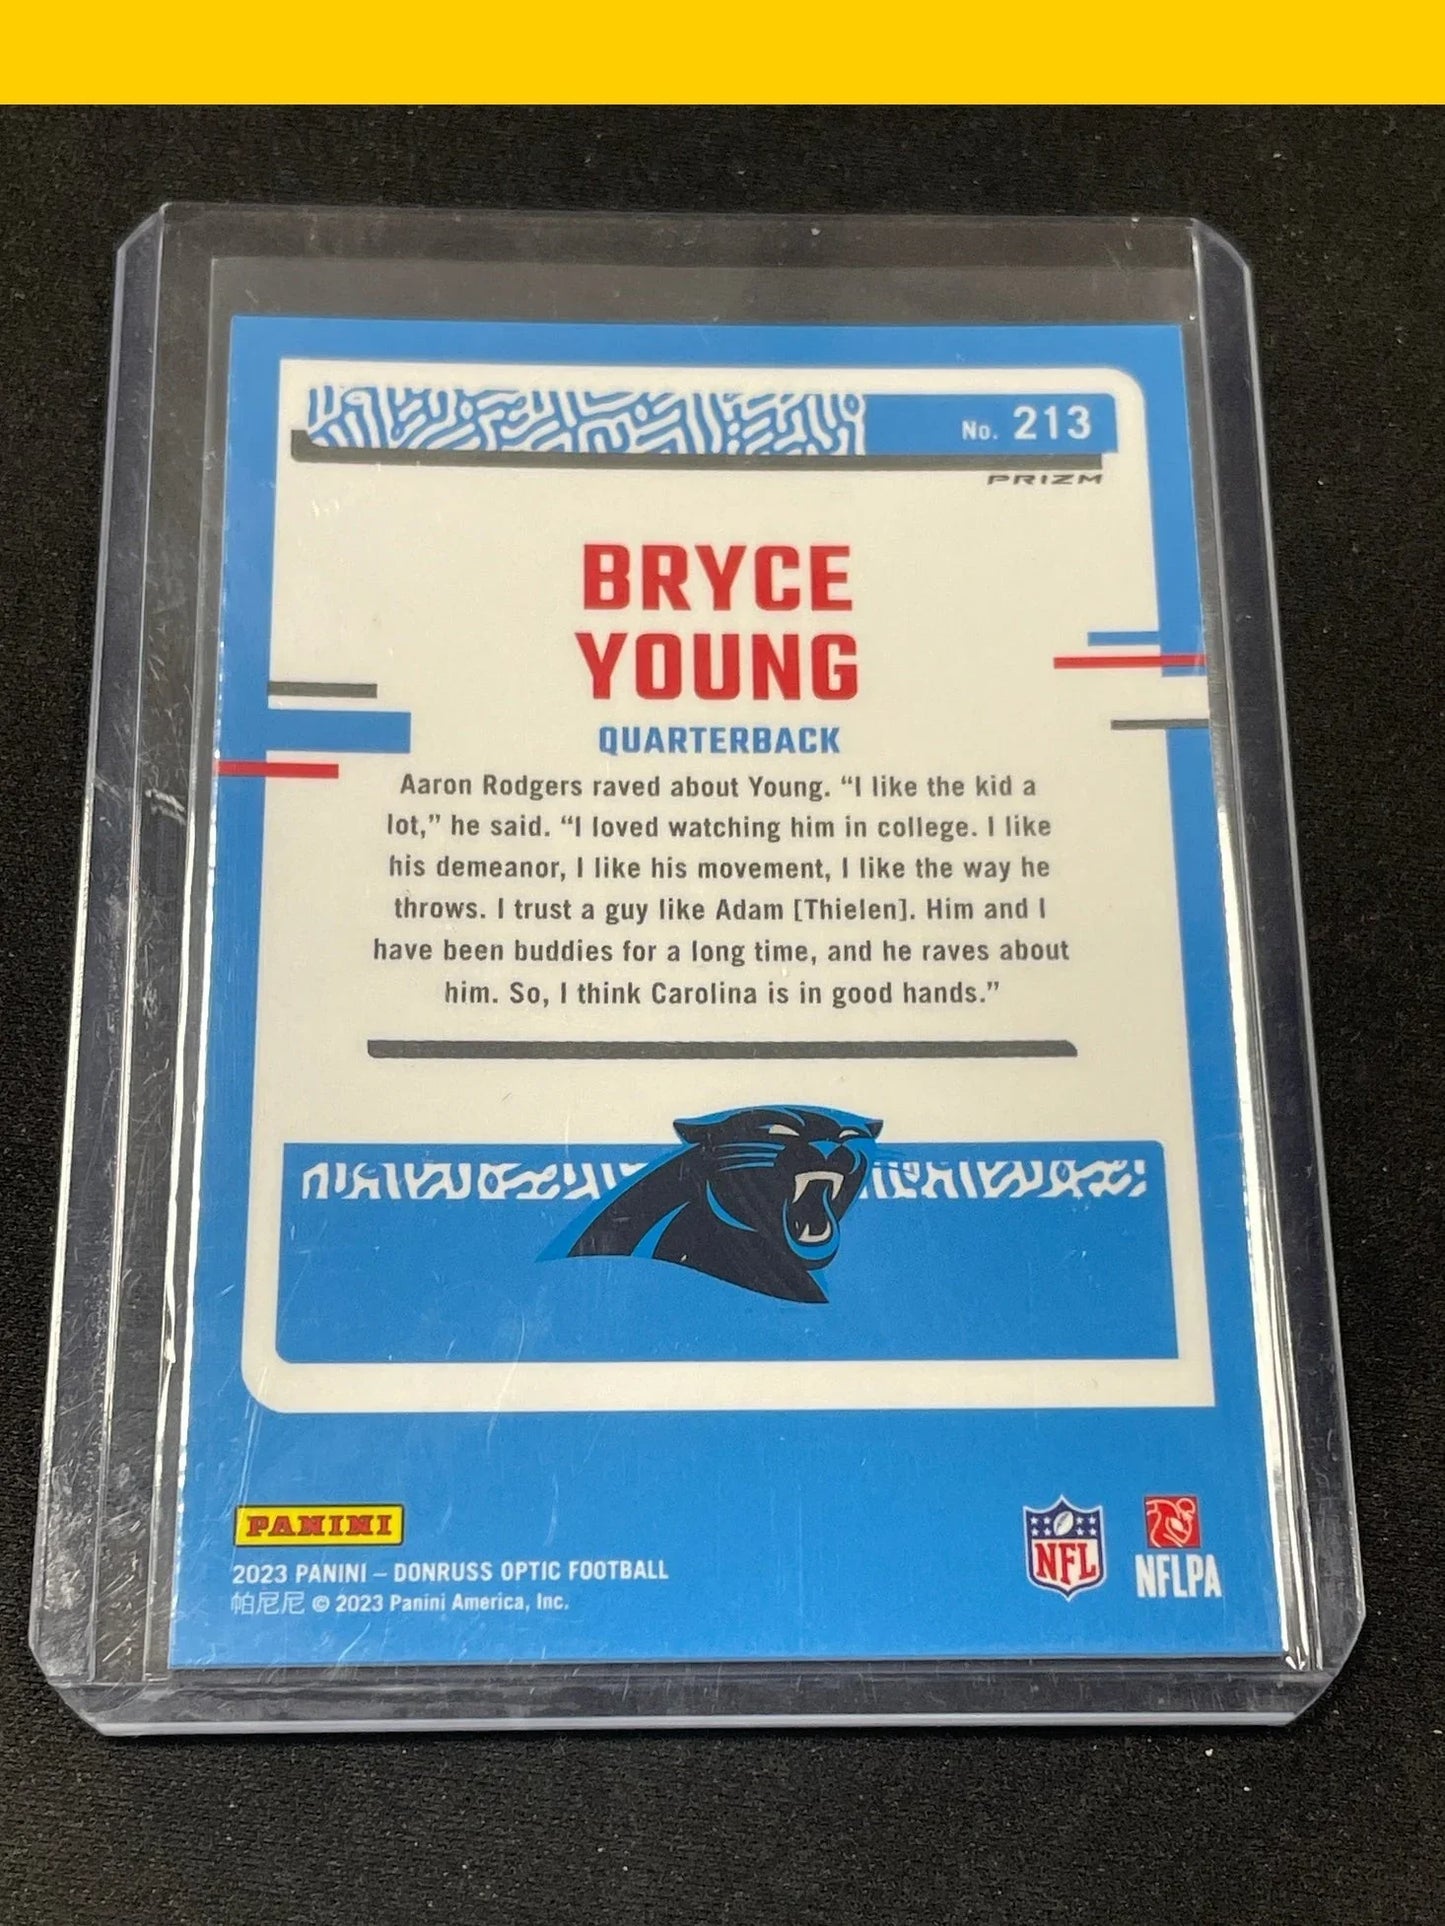 No. 213
PRIZM
BRYCE
YOUNG
QUARTERBACK
Aaron Rodgers raved about Young. “I like the kid a
lot,” he said. “I loved watching him in college. I like
his demeanor, I like his movement, I like the way he
throws. I trust a guy like Adam [Thielen]. Him and I
have been buddies for a long time, and he raves about
him. So, I think Carolina is in good hands.”
PANINI
2023 PANINI – DONRUSS OPTIC FOOTBALL
帕尼尼 © 2023 Panini America, Inc.
NFL
NFLPA